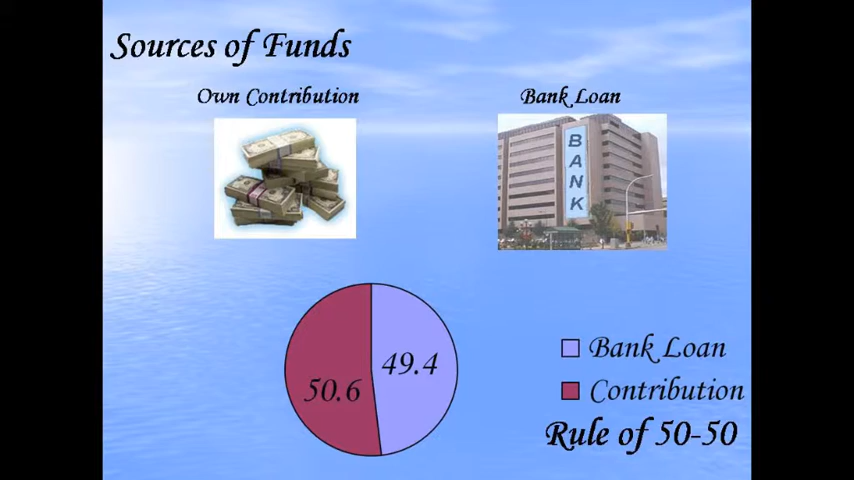 Sources of Funds
Own Contribution
Bank Loan
BANK
49.4
50.6
Bank Loan
Contribution
Rule of 50-50